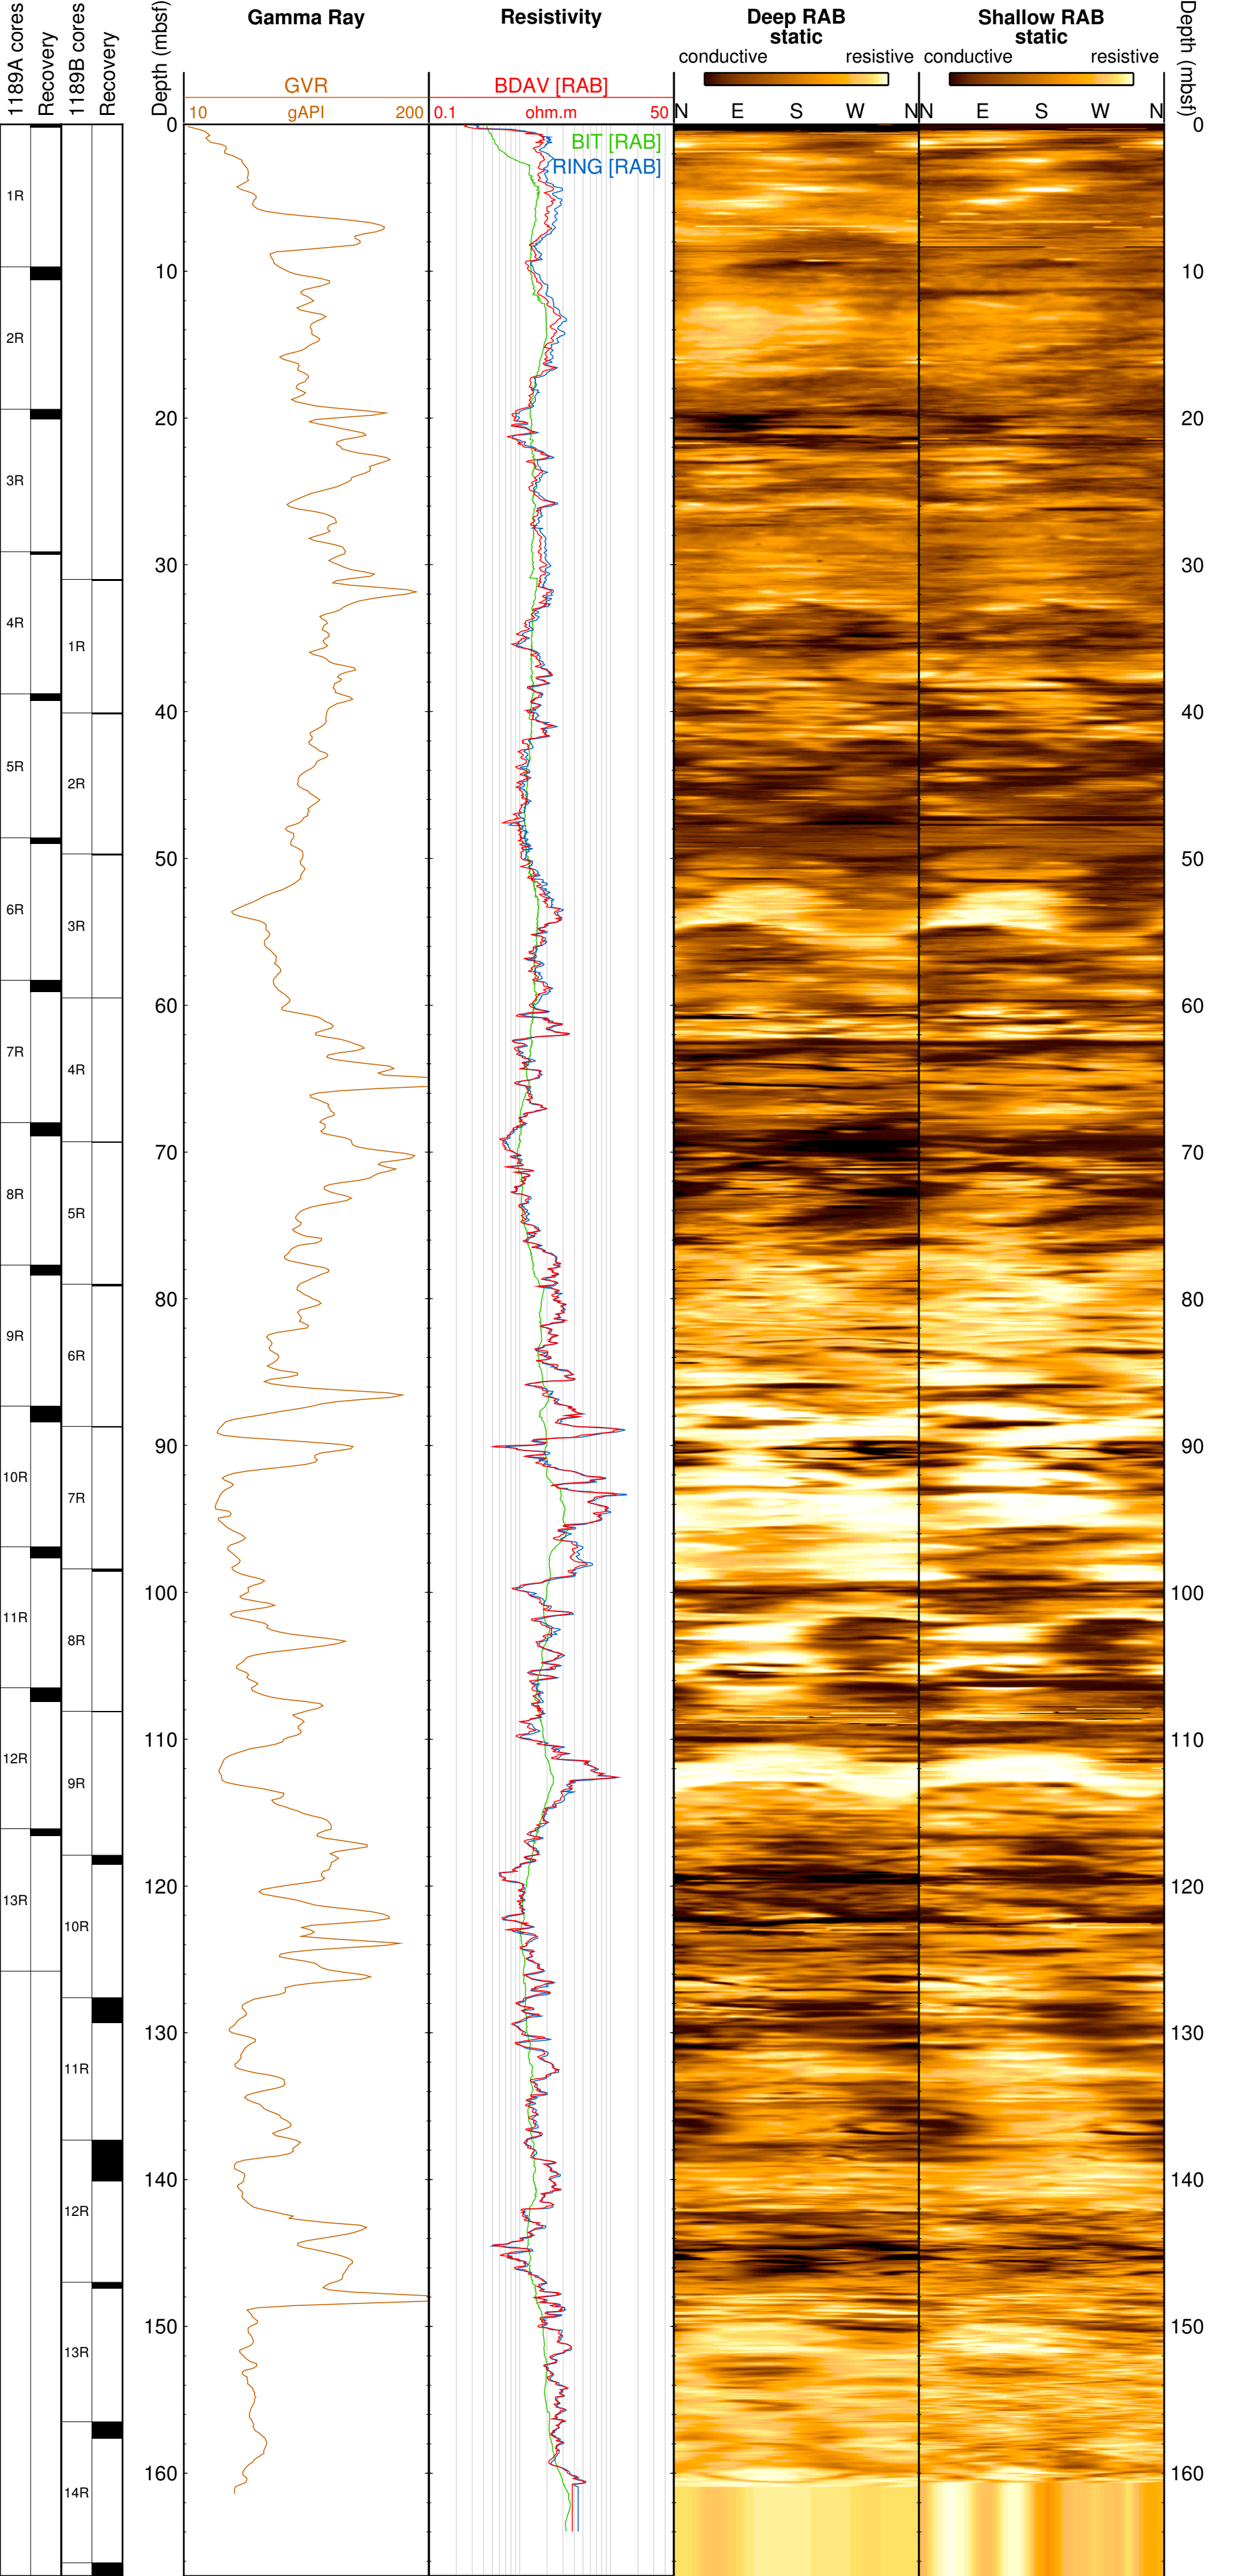 1189A cores
Recovery
1189B cores
Recovery
Depth (mbsf)
Gamma Ray
Resistivity
Deep RAB
static
Shallow RAB
static
Depth (mbsf)
conductive resistive
conductive resistive
GVR
10 gAPI 200
BDAV [RAB]
0.1 ohm.m 50
BIT [RAB]
RING [RAB]
N E S W N
N E S W N
0 0
1R
10 10
2R
20 20
3R
30 30
4R
1R
40 40
5R
2R
50 50
6R
3R
60 60
7R
4R
70 70
8R
5R
80 80
9R
6R
90 90
10R
7R
100 100
11R
8R
110 110
12R
9R
120 120
13R
10R
130 130
11R
140 140
12R
150 150
13R
160 160
14R